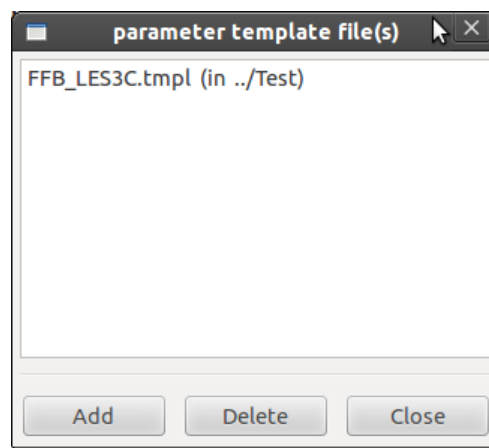 parameter template file(s)
FFB_LES3C.tmpl (in ../Test)
Add
Delete
Close